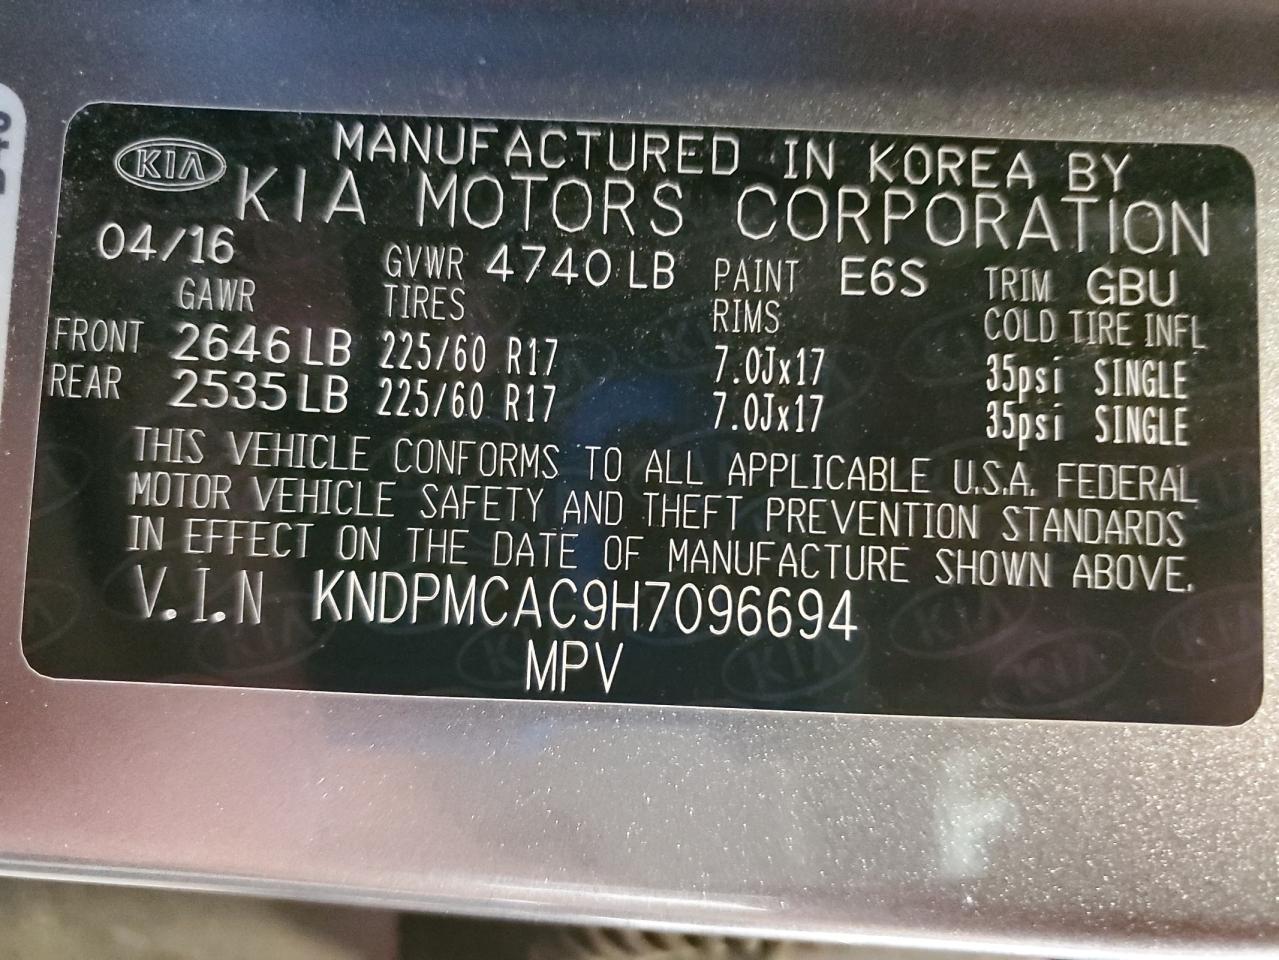 KIA MANUFACTURED IN KOREA BY
KIA MOTORS CORPORATION
04/16 GVWR 4740 LB PAINT E6S TRIM GBU
GAWR TIRES RIMS COLD TIRE INFL
FRONT 2646 LB 225/60 R17 7.0Jx17 35psi SINGLE
REAR 2535 LB 225/60 R17 7.0Jx17 35psi SINGLE
THIS VEHICLE CONFORMS TO ALL APPLICABLE U.S.A. FEDERAL
MOTOR VEHICLE SAFETY AND THEFT PREVENTION STANDARDS
IN EFFECT ON THE DATE OF MANUFACTURE SHOWN ABOVE.
V.I.N KNDPMCAC9H7096694
MPV